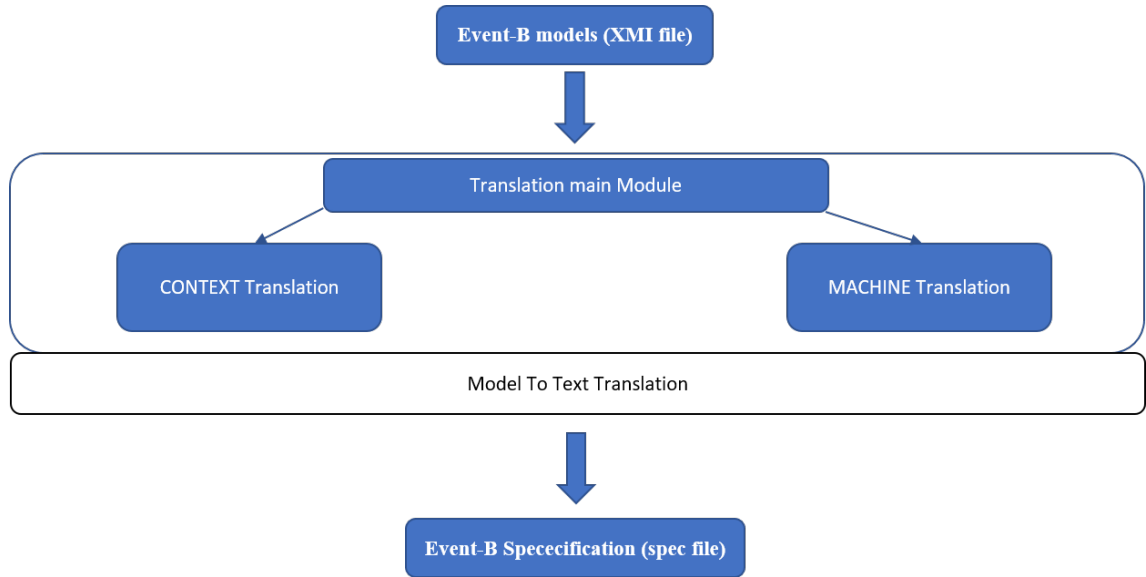 Event-B models (XMI file)
Translation main Module
CONTEXT Translation
MACHINE Translation
Model To Text Translation
Event-B Spececification (spec file)